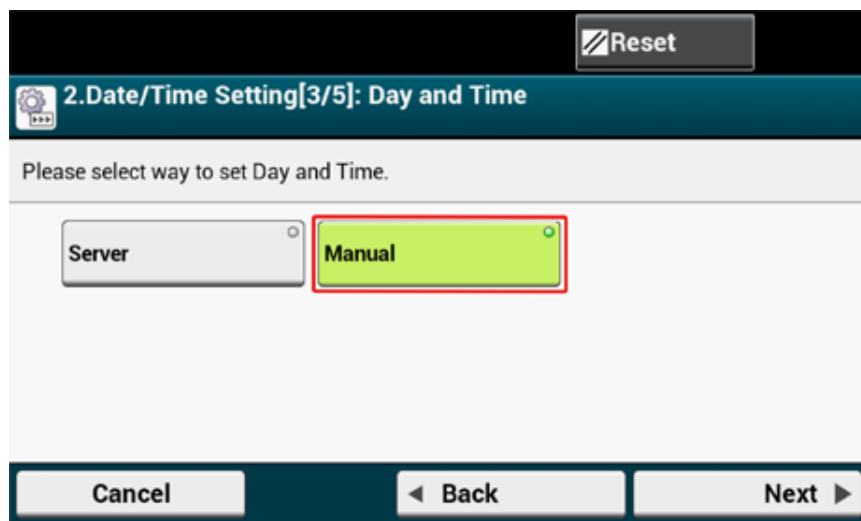 Reset
2.Date/Time Setting[3/5]: Day and Time
Please select way to set Day and Time.
Server
Manual
Cancel
Back
Next